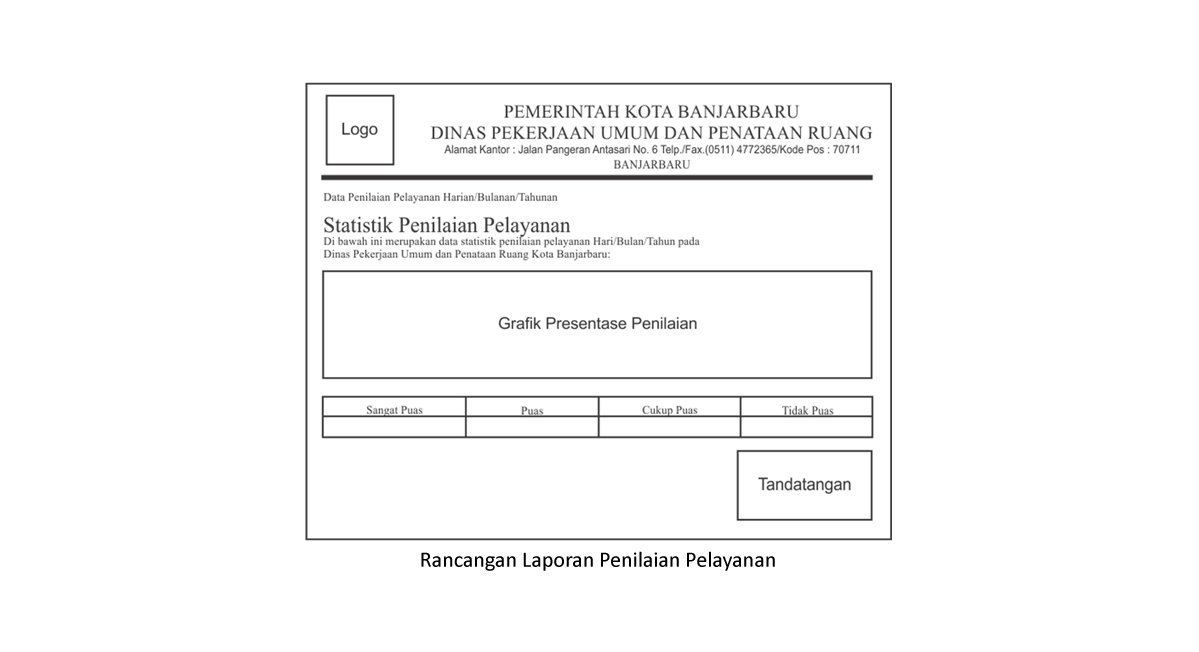 Logo
PEMERINTAH KOTA BANJARBARU
DINAS PEKERJAAN UMUM DAN PENATAAN RUANG
Alamat Kantor : Jalan Pangeran Antasari No. 6 Telp./Fax.(0511) 4772365/Kode Pos : 70711
BANJARBARU
Data Penilaian Pelayanan Harian/Bulanan/Tahunan
Statistik Penilaian Pelayanan
Di bawah ini merupakan data statistik penilaian pelayanan Hari/Bulan/Tahun pada
Dinas Pekerjaan Umum dan Penataan Ruang Kota Banjarbaru:
Grafik Presentase Penilaian
Sangat Puas Puas Cukup Puas Tidak Puas
Tandatangan
Rancangan Laporan Penilaian Pelayanan